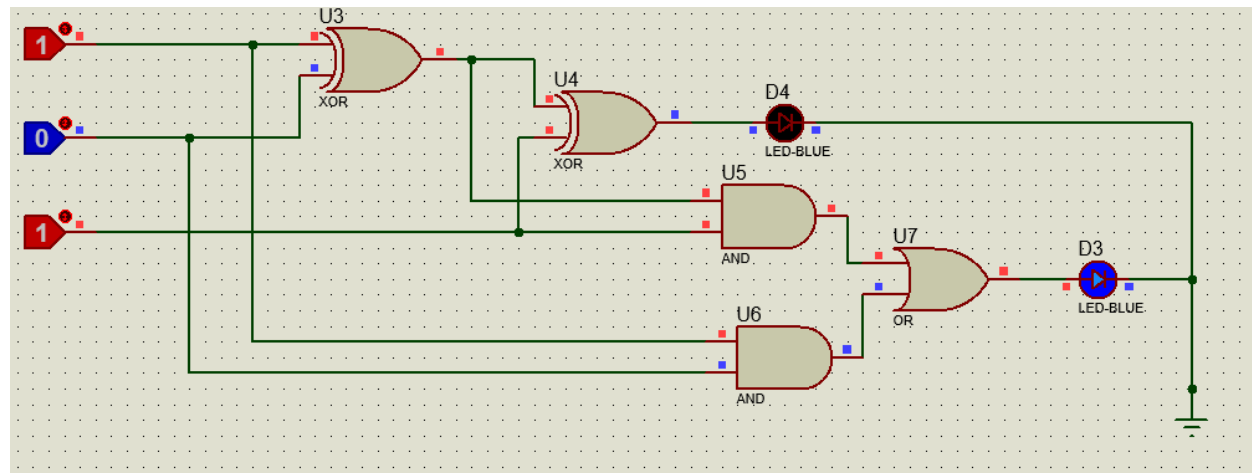 U3
1
XOR
U4
D4
0
XOR
LED-BLUE
U5
1
U7
D3
AND
LED-BLUE
U6
OR
AND